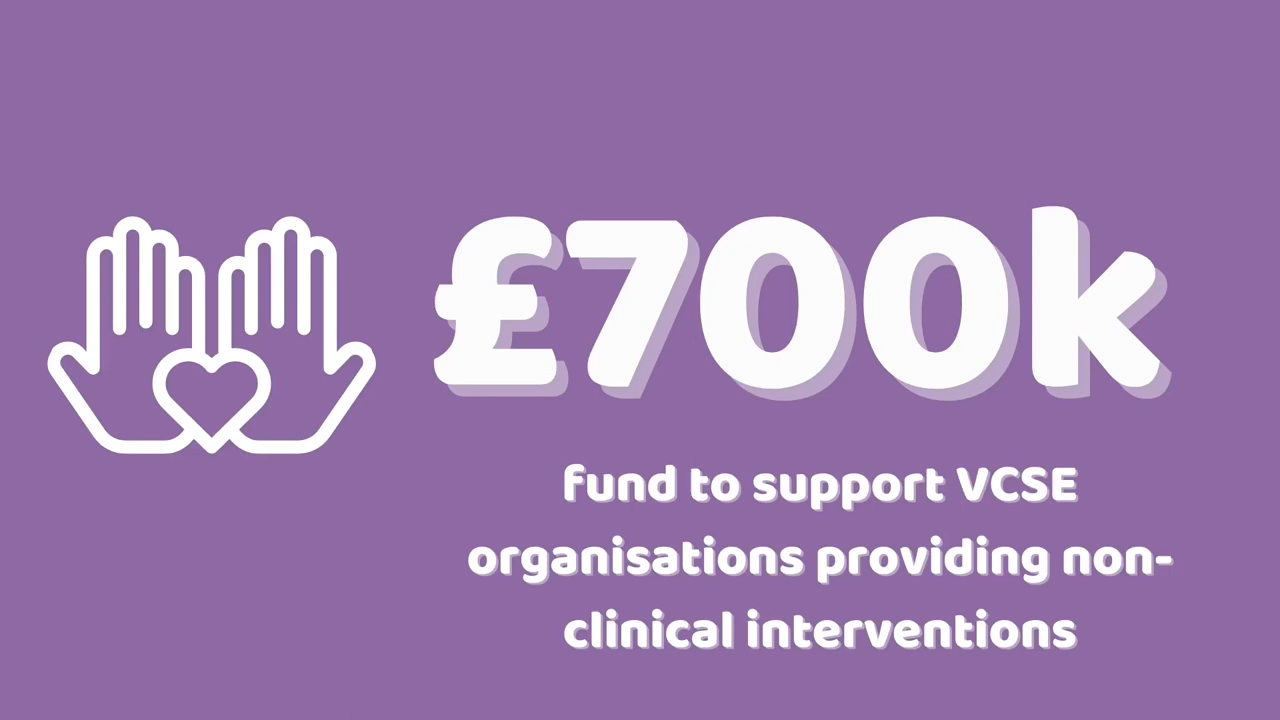 £700k
fund to support VCSE
organisations providing non-
clinical interventions